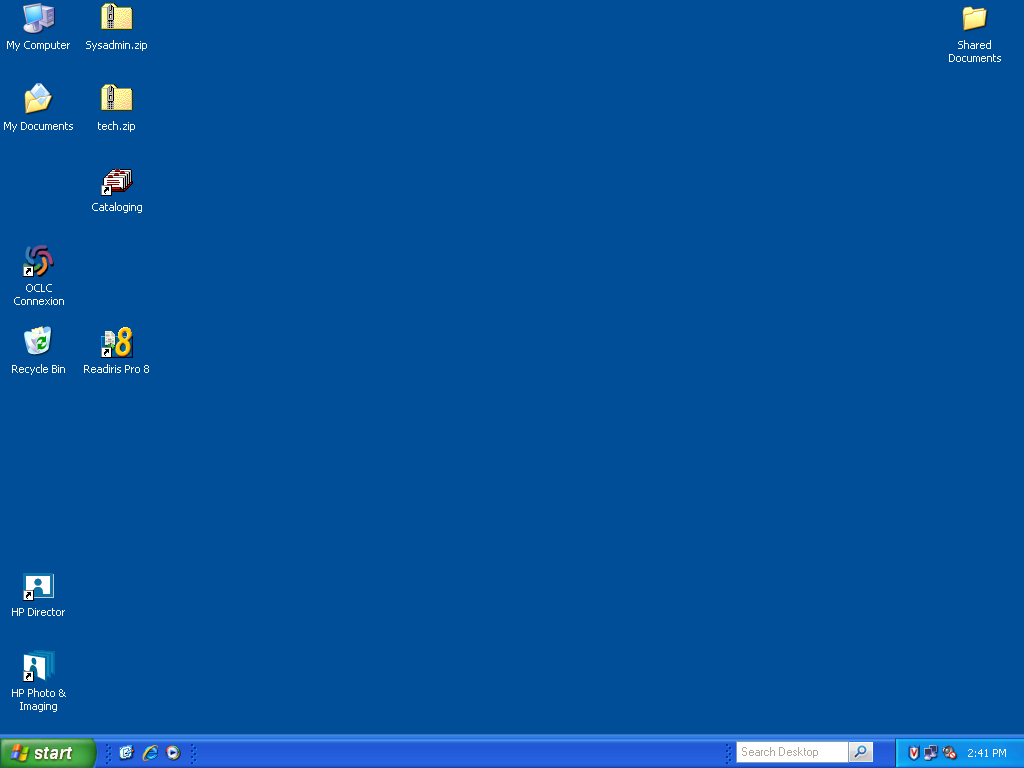 My Computer
Sysadmin.zip
Shared
Documents
My Documents
tech.zip
Cataloging
OCLC
Connexion
Recycle Bin
Readiris Pro 8
HP Director
HP Photo &
Imaging
start
Search Desktop
2:41 PM